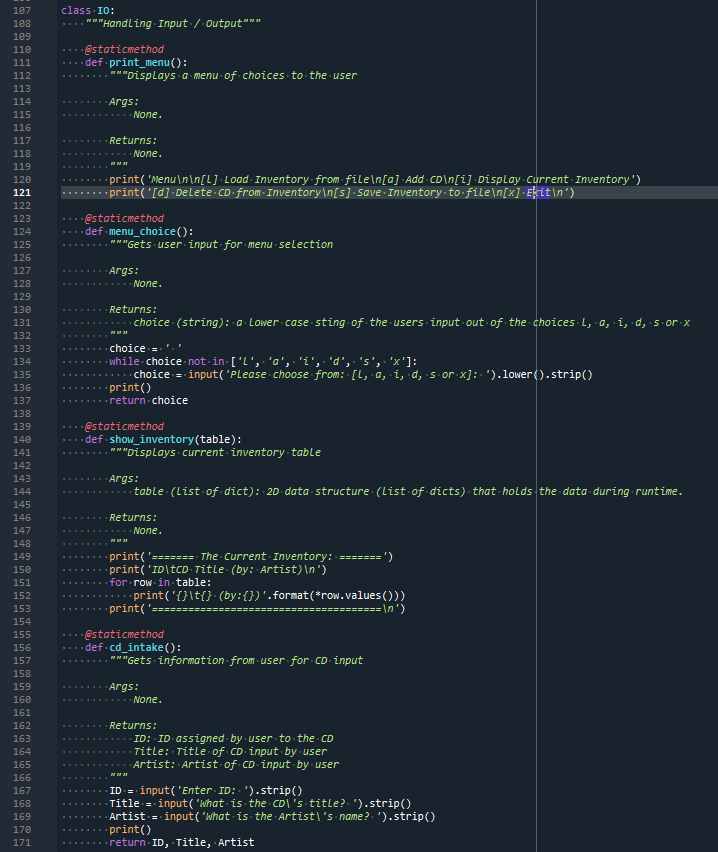 107 class IO:
108     """Handling Input / Output"""
109
110     @staticmethod
111     def print_menu():
112         """Displays a menu of choices to the user
113
114         Args:
115             None.
116
117         Returns:
118             None.
119         """
120         print('Menu\n\n[l] Load Inventory from file\n[a] Add CD\n[i] Display Current Inventory')
121         print('[d] Delete CD from Inventory\n[s] Save Inventory to file\n[x] Exit\n')
122
123     @staticmethod
124     def menu_choice():
125         """Gets user input for menu selection
126
127         Args:
128             None.
129
130         Returns:
131             choice (string): a lower case sting of the users input out of the choices l, a, i, d, s or x
132         """
133         choice = ' '
134         while choice not in ['l', 'a', 'i', 'd', 's', 'x']:
135             choice = input('Please choose from: [l, a, i, d, s or x]: ').lower().strip()
136         print()
137         return choice
138
139     @staticmethod
140     def show_inventory(table):
141         """Displays current inventory table
142
143         Args:
144             table (list of dict): 2D data structure (list of dicts) that holds the data during runtime.
145
146         Returns:
147             None.
148         """
149         print('======= The Current Inventory: =======')
150         print('ID\tCD Title (by: Artist)\n')
151         for row in table:
152             print('{}\t{} (by:{})'.format(*row.values()))
153         print('======================================\n')
154
155     @staticmethod
156     def cd_intake():
157         """Gets information from user for CD input
158
159         Args:
160             None.
161
162         Returns:
163             ID: ID assigned by user to the CD
164             Title: Title of CD input by user
165             Artist: Artist of CD input by user
166         """
167         ID = input('Enter ID: ').strip()
168         Title = input('What is the CD\'s title? ').strip()
169         Artist = input('What is the Artist\'s name? ').strip()
170         print()
171         return ID, Title, Artist